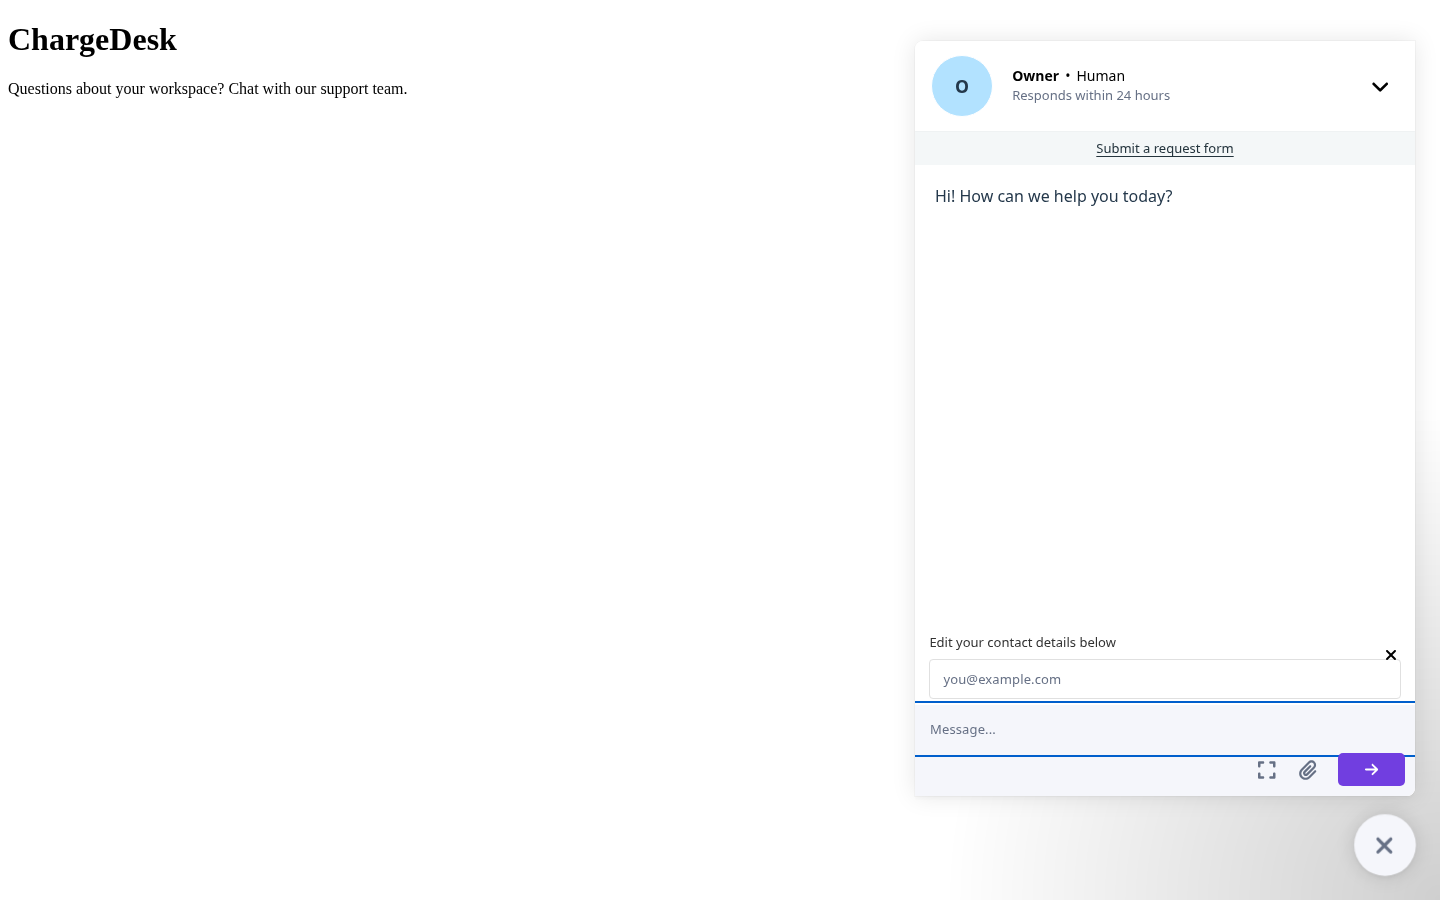 ChargeDesk
Questions about your workspace? Chat with our support team.
O
Owner • Human
Responds within 24 hours
Submit a request form
Hi! How can we help you today?
Edit your contact details below
you@example.com
Message...